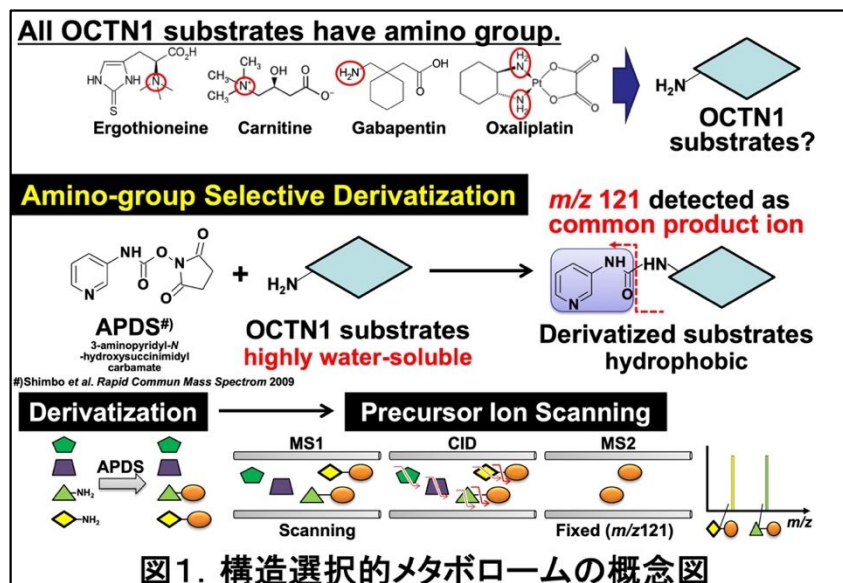 All OCTN1 substrates have amino group.
CO₂H
HN NH N⁺
S
Ergothioneine
CH₃
H₃C N⁺ OH O
CH₃ O⁻
Carnitine
H₂N OH
O
Gabapentin
H₂
N O O
Pt
N O O
H₂
Oxaliplatin
H₂N
OCTN1
substrates?
Amino-group Selective Derivatization
m/z 121 detected as
common product ion
NH O O
O N
N O
+
H₂N
NH HN
O
N
APDS#)
3-aminopyridyl-N
-hydroxysuccinimidyl
carbamate
OCTN1 substrates
highly water-soluble
Derivatized substrates
hydrophobic
#)Shimbo et al. Rapid Commun Mass Spectrom 2009
Derivatization
Precursor Ion Scanning
APDS
NH₂
NH₂
MS1 CID MS2
Scanning Fixed (m/z121)
m/z
図1. 構造選択的メタボロームの概念図